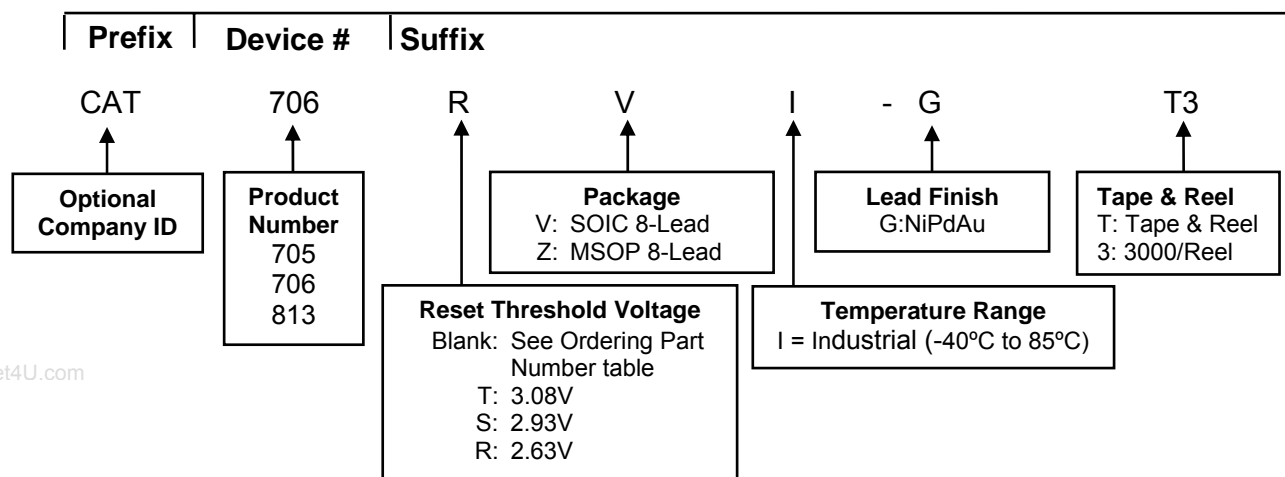 Prefix Device # Suffix
CAT 706 R V I - G T3
Optional
Company ID
Product
Number
705
706
813
Package
V: SOIC 8-Lead
Z: MSOP 8-Lead
Lead Finish
G:NiPdAu
Tape & Reel
T: Tape & Reel
3: 3000/Reel
Reset Threshold Voltage
Blank: See Ordering Part
Number table
T: 3.08V
S: 2.93V
R: 2.63V
Temperature Range
I = Industrial (-40ºC to 85ºC)
et4U.com